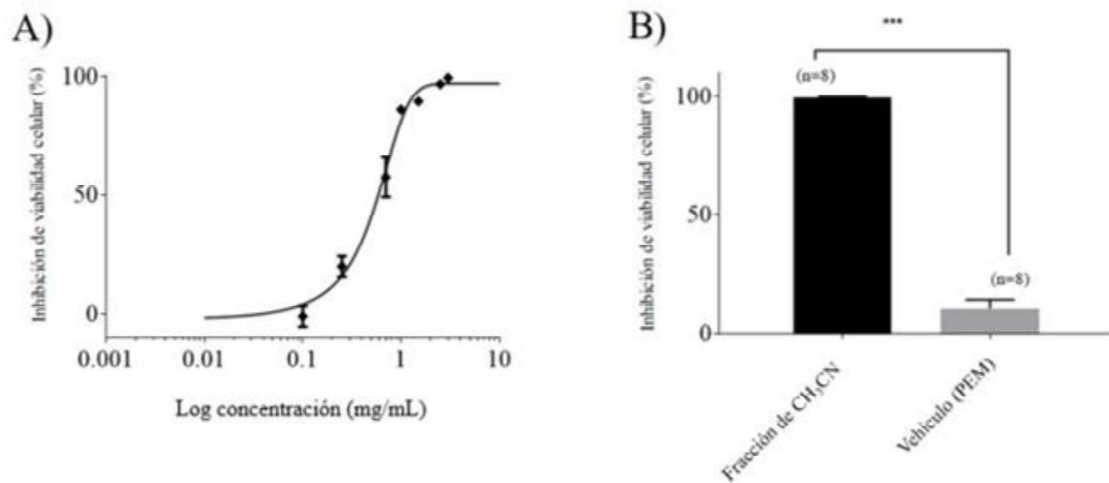 A)
Inhibición de viabilidad celular (%)
100
50
0
0.001
0.01
0.1
1
10
Log concentración (mg/mL)
B)
Inhibición de viabilidad celular (%)
***
100
50
0
(n=8)
(n=8)
Fracción de CH₃CN
Vehículo (PEM)